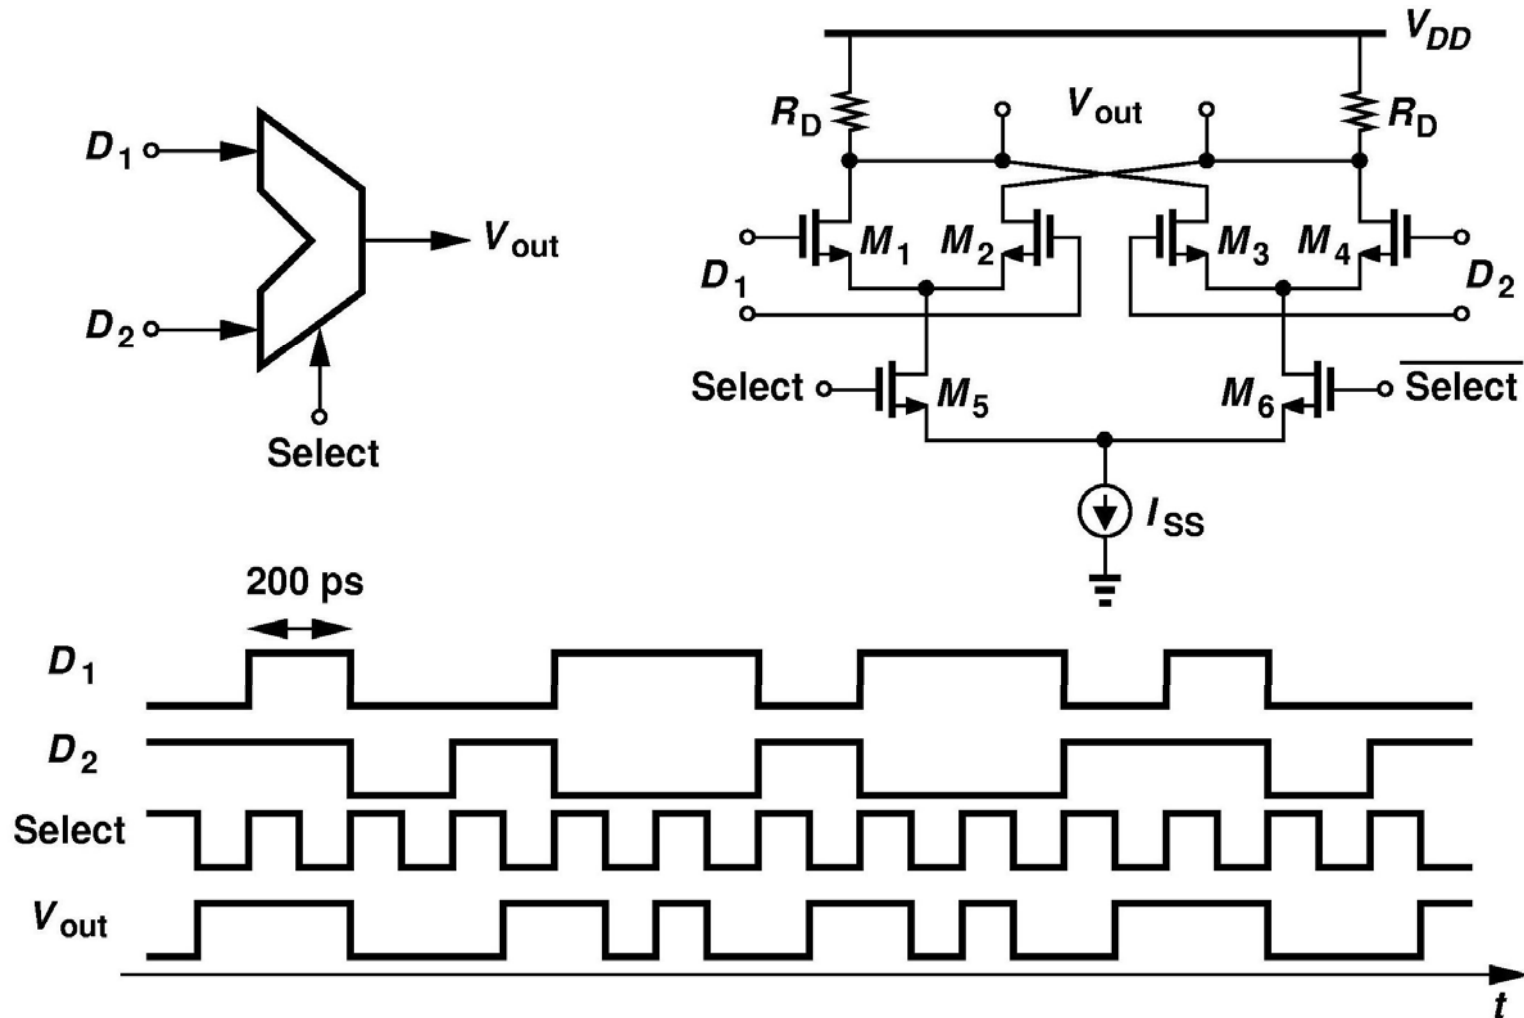 V_DD
D_1
D_2
V_out
Select
R_D
V_out
R_D
M_1
M_2
M_3
M_4
D_1
D_2
Select
M_5
M_6
S̅e̅l̅e̅c̅t̅
I_SS
200 ps
D_1
D_2
Select
V_out
t